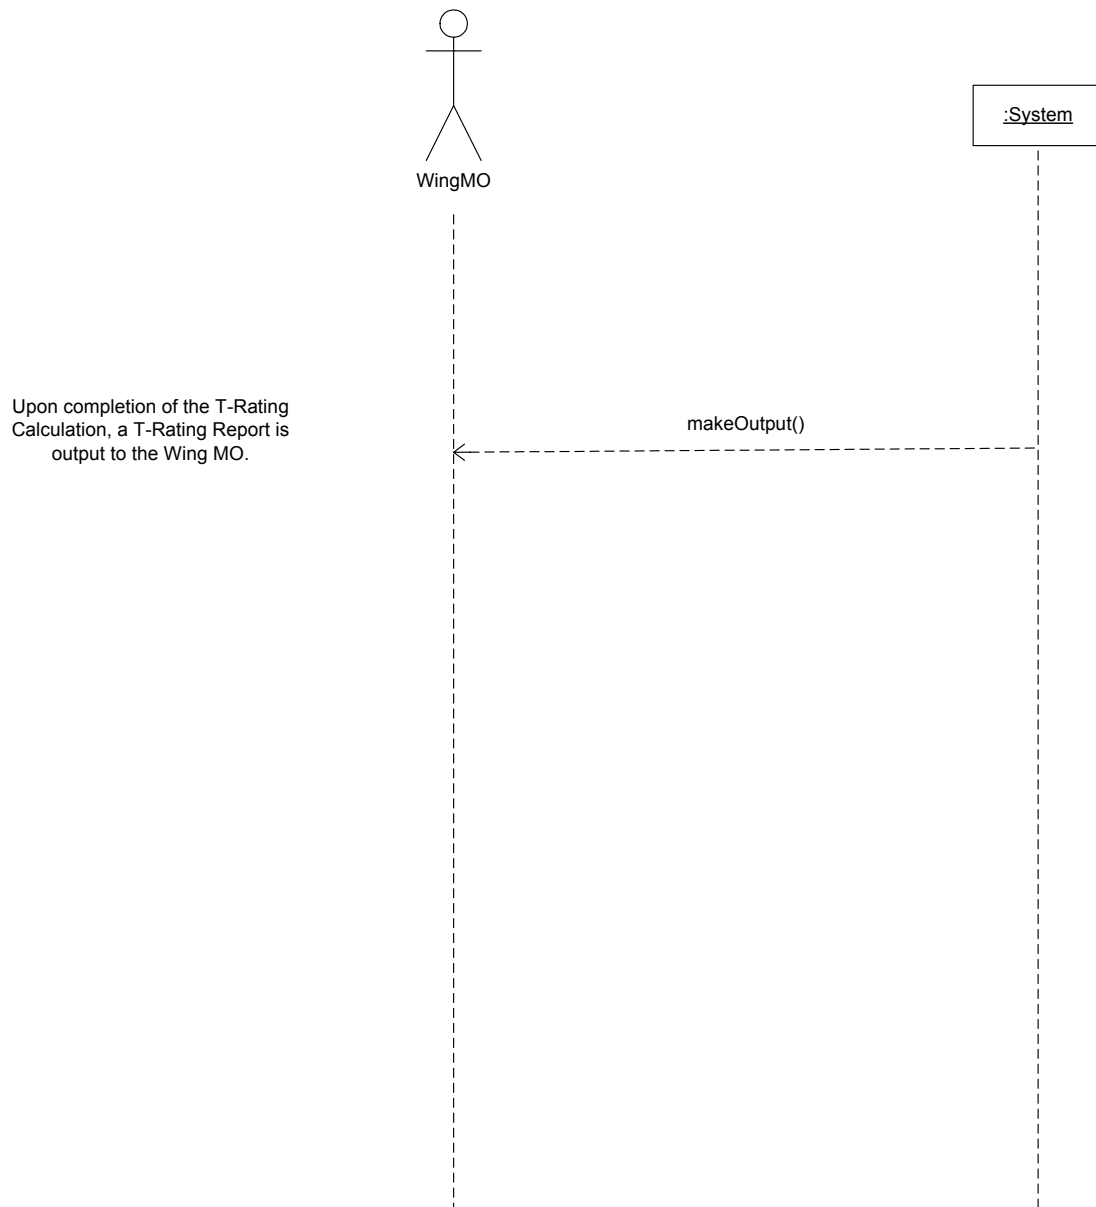 :System
WingMO
Upon completion of the T-Rating
Calculation, a T-Rating Report is
output to the Wing MO.
makeOutput()